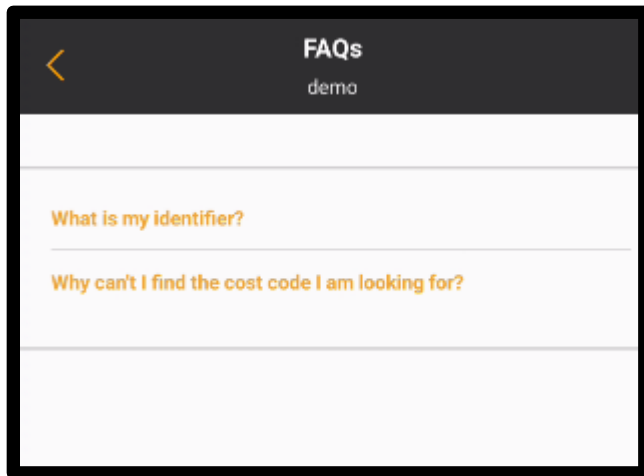 FAQs
demo
What is my identifier?
Why can't I find the cost code I am looking for?